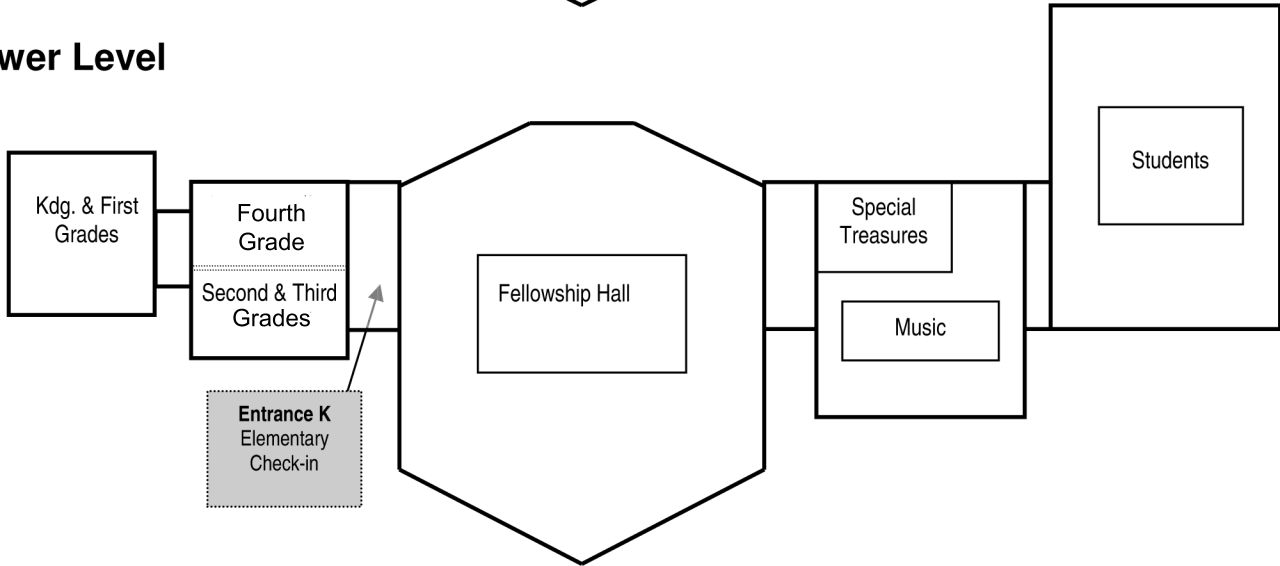 wer Level
Kdg. & First
Grades
Fourth
Grade
Second & Third
Grades
Entrance K
Elementary
Check-in
Fellowship Hall
Special
Treasures
Music
Students